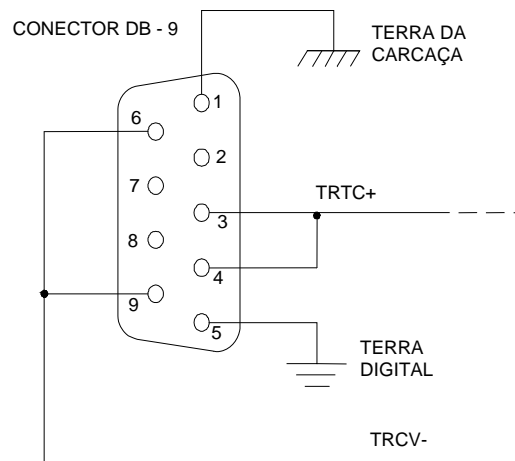 CONECTOR DB - 9
TERRA DA
CARCAÇA
1
6
2
7
TRTC+
3
8
4
9
5
TERRA
DIGITAL
TRCV-